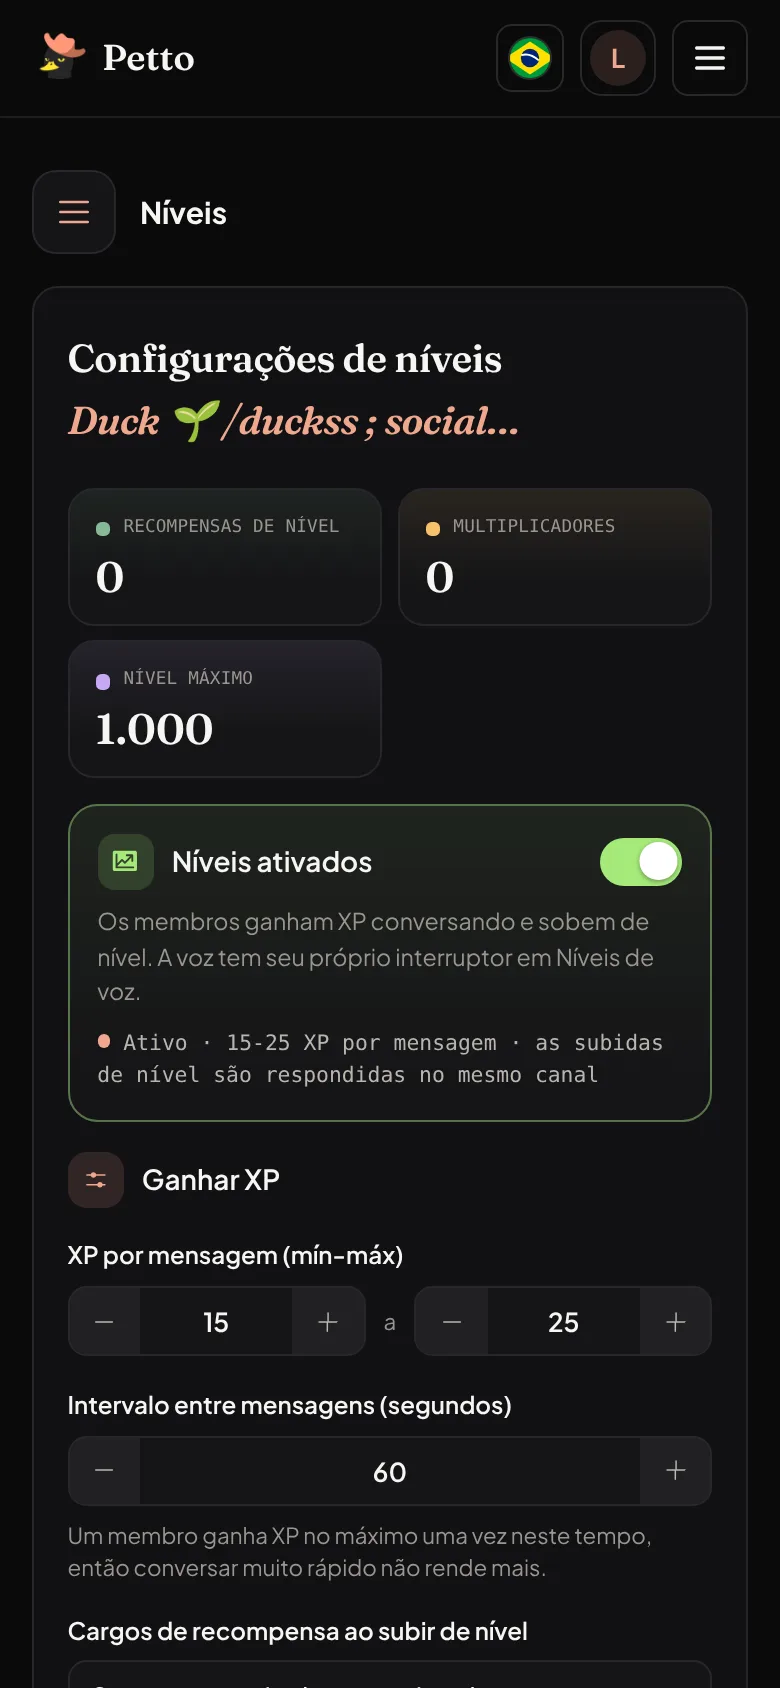 Petto
L
Níveis
Configurações de níveis
Duck 🌱/duckss ; social...
RECOMPENSAS DE NÍVEL
0
MULTIPLICADORES
0
NÍVEL MÁXIMO
1.000
Níveis ativados
Os membros ganham XP conversando e sobem de
nível. A voz tem seu próprio interruptor em Níveis de
voz.
Ativo · 15-25 XP por mensagem · as subidas
de nível são respondidas no mesmo canal
Ganhar XP
XP por mensagem (mín-máx)
− 15 + a − 25 +
Intervalo entre mensagens (segundos)
− 60 +
Um membro ganha XP no máximo uma vez neste tempo,
então conversar muito rápido não rende mais.
Cargos de recompensa ao subir de nível